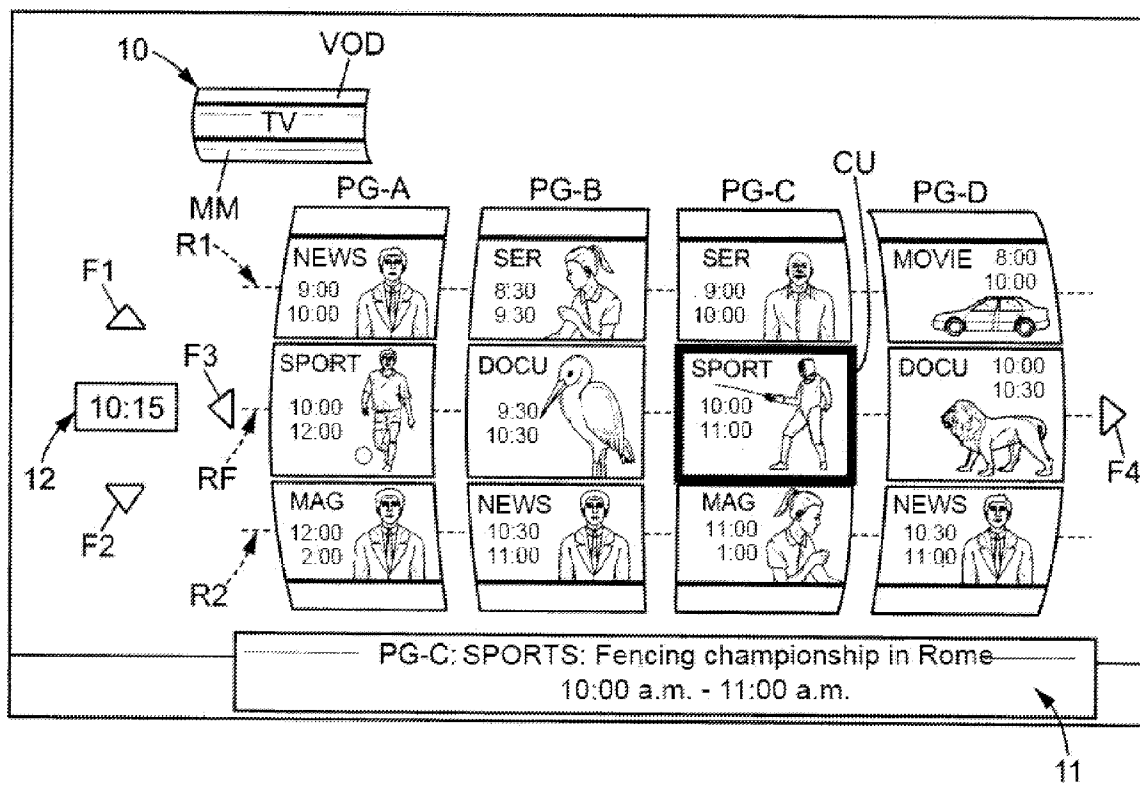 10
VOD
TV
MM
CU
PG-A
PG-B
PG-C
PG-D
R1
NEWS
9:00
10:00
SER
8:30
9:30
SER
9:00
10:00
MOVIE 8:00
10:00
F1
F3
10:15
12
RF
F2
SPORT
10:00
12:00
DOCU
9:30
10:30
SPORT
10:00
11:00
DOCU 10:00
10:30
F4
R2
MAG
12:00
2:00
NEWS
10:30
11:00
MAG
11:00
1:00
NEWS
10:30
11:00
PG-C: SPORTS: Fencing championship in Rome
10:00 a.m. - 11:00 a.m.
11